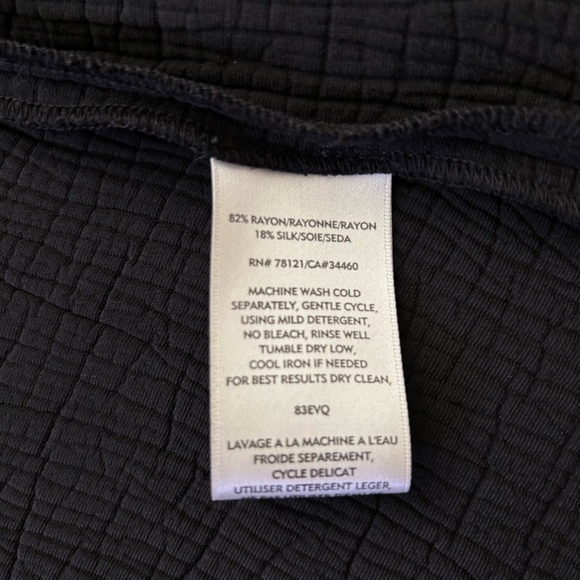 82% RAYON/RAYONNE/RAYON
18% SILK/SOIE/SEDA
RN# 78121/CA#34460
MACHINE WASH COLD
SEPARATELY, GENTLE CYCLE,
USING MILD DETERGENT,
NO BLEACH, RINSE WELL
TUMBLE DRY LOW,
COOL IRON IF NEEDED
FOR BEST RESULTS DRY CLEAN,
83EVQ
LAVAGE A LA MACHINE A L'EAU
FROIDE SEPAREMENT,
CYCLE DELICAT
UTILISER DETERGENT LEGER,